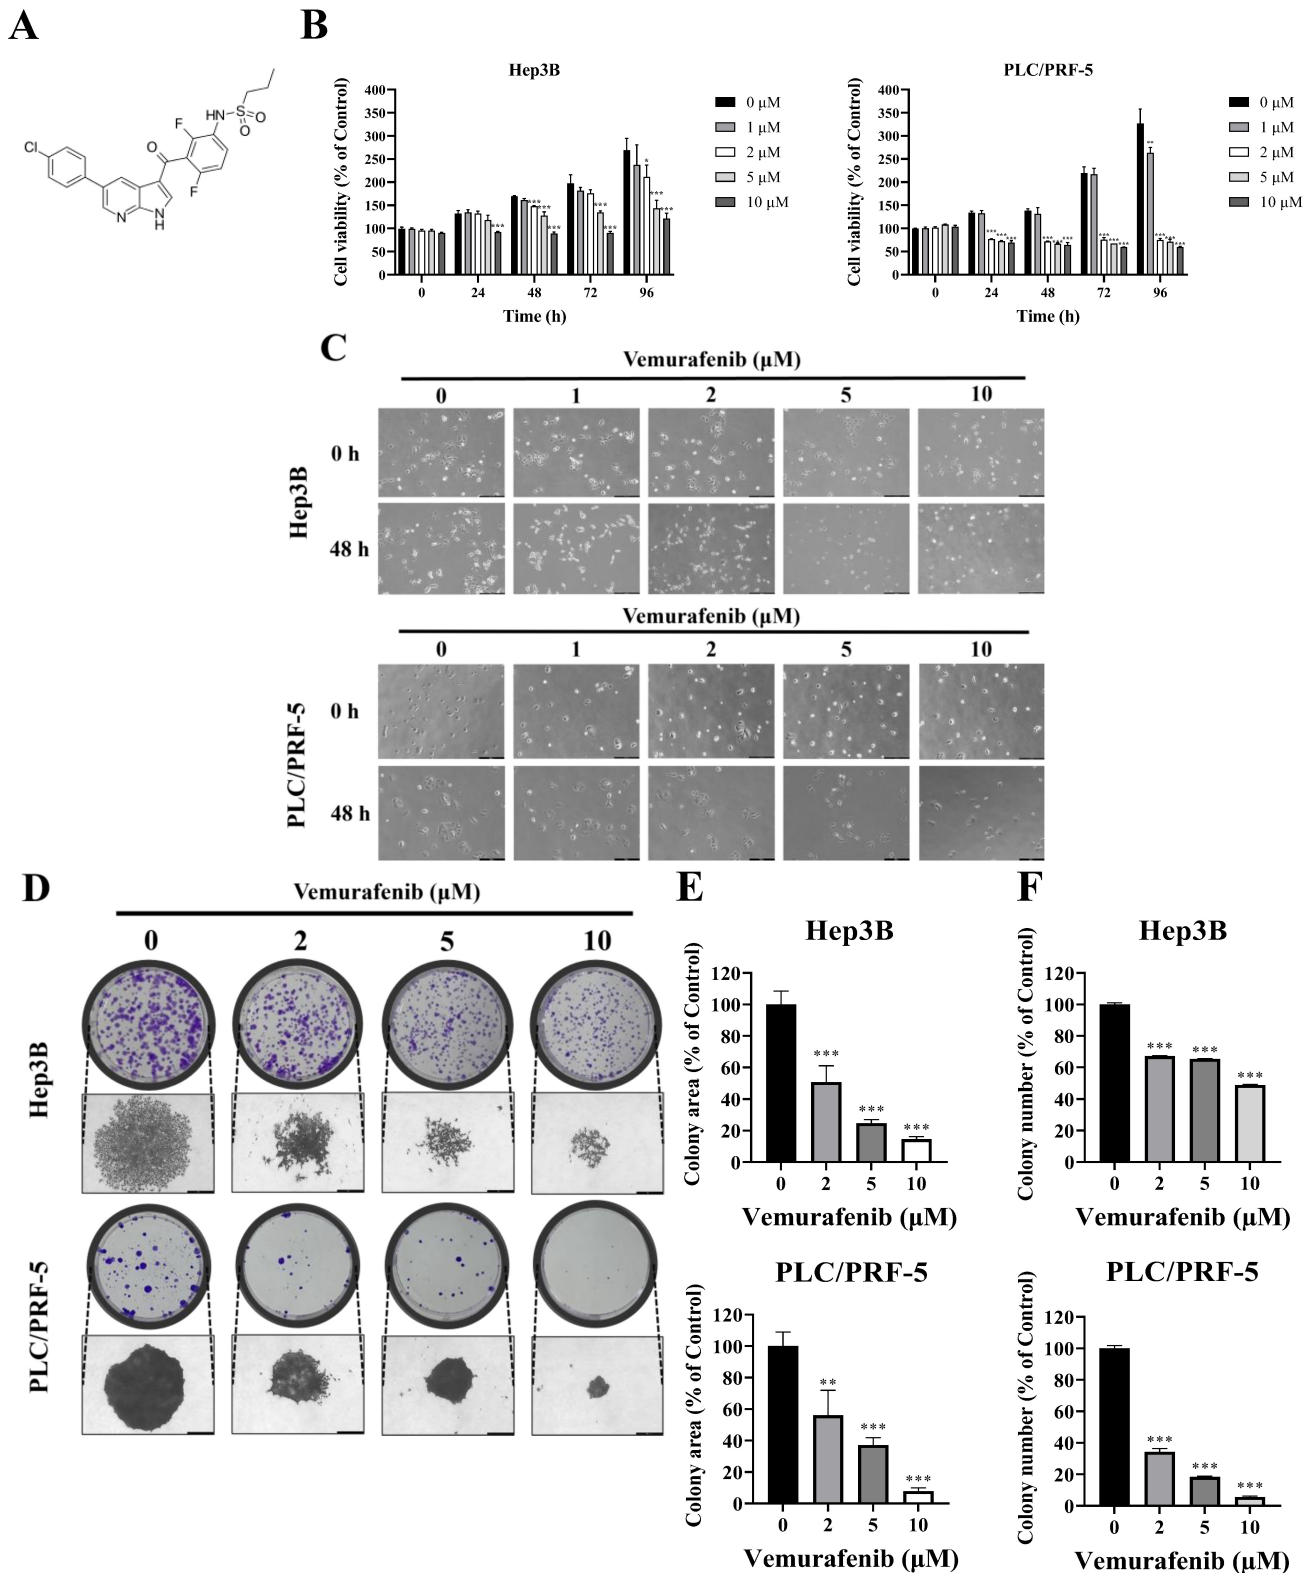 A
Cl
N
N
H
O
F
F
HN
S
O
O
B
Hep3B
Cell viability (% of Control)
400
350
300
250
200
150
100
50
0
0 24 48 72 96
Time (h)
***
*** *** ***
*** ***
* *** ***
0 μM
1 μM
2 μM
5 μM
10 μM
PLC/PRF-5
Cell viability (% of Control)
400
350
300
250
200
150
100
50
0
0 24 48 72 96
Time (h)
*** *** ***
*** *** ***
*** *** ***
** *** *** ***
0 μM
1 μM
2 μM
5 μM
10 μM
C
Vemurafenib (μM)
0 1 2 5 10
Hep3B
0 h
48 h
Vemurafenib (μM)
0 1 2 5 10
PLC/PRF-5
0 h
48 h
D
Vemurafenib (μM)
0 2 5 10
Hep3B
PLC/PRF-5
E
Hep3B
Colony area (% of Control)
120
100
80
60
40
20
0
*** *** ***
0 2 5 10
Vemurafenib (μM)
PLC/PRF-5
Colony area (% of Control)
120
100
80
60
40
20
0
** *** ***
0 2 5 10
Vemurafenib (μM)
F
Hep3B
Colony number (% of Control)
120
100
80
60
40
20
0
*** *** ***
0 2 5 10
Vemurafenib (μM)
PLC/PRF-5
Colony number (% of Control)
120
100
80
60
40
20
0
*** *** ***
0 2 5 10
Vemurafenib (μM)